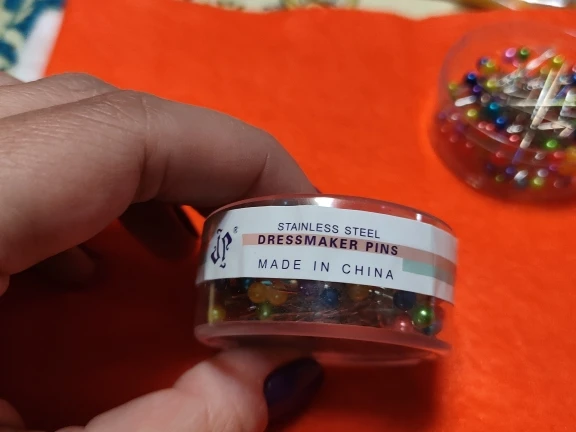 STAINLESS STEEL
DRESSMAKER PINS
MADE IN CHINA